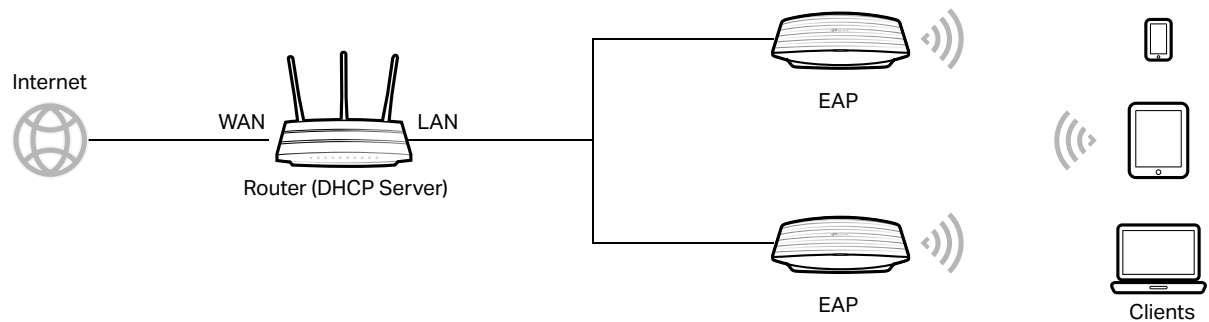 Internet
WAN
LAN
Router (DHCP Server)
EAP
EAP
Clients